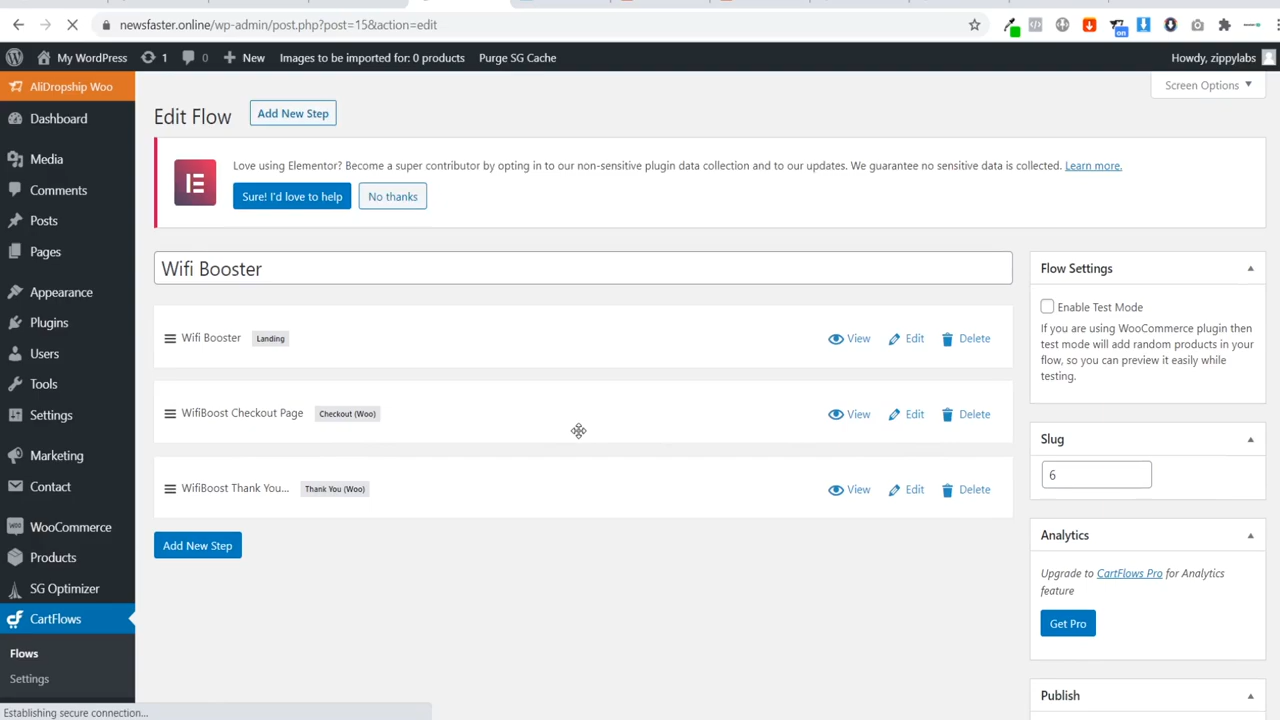 newsfaster.online/wp-admin/post.php?post=15&action=edit
on
My WordPress
1
0
New
Images to be imported for: 0 products
Purge SG Cache
Howdy, zippylabs
AliDropship Woo
Dashboard
Media
Comments
Posts
Pages
Appearance
Plugins
Users
Tools
Settings
Marketing
Contact
WooCommerce
Products
SG Optimizer
CartFlows
Flows
Settings
Screen Options
Edit Flow
Add New Step
Love using Elementor? Become a super contributor by opting in to our non-sensitive plugin data collection and to our updates. We guarantee no sensitive data is collected. Learn more.
Sure! I'd love to help
No thanks
Wifi Booster
Wifi Booster Landing View Edit Delete
WifiBoost Checkout Page Checkout (Woo) View Edit Delete
WifiBoost Thank You... Thank You (Woo) View Edit Delete
Add New Step
Flow Settings
Enable Test Mode
If you are using WooCommerce plugin then
test mode will add random products in your
flow, so you can preview it easily while
testing.
Slug
6
Analytics
Upgrade to CartFlows Pro for Analytics
feature
Get Pro
Publish
Establishing secure connection...